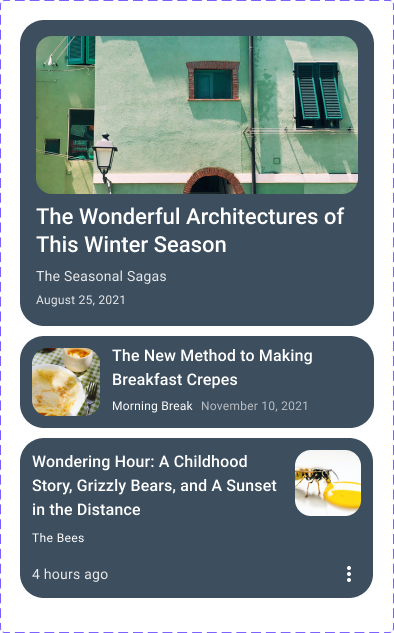 The Wonderful Architectures of
This Winter Season
The Seasonal Sagas
August 25, 2021
The New Method to Making
Breakfast Crepes
Morning Break November 10, 2021
Wondering Hour: A Childhood
Story, Grizzly Bears, and A Sunset
in the Distance
The Bees
4 hours ago